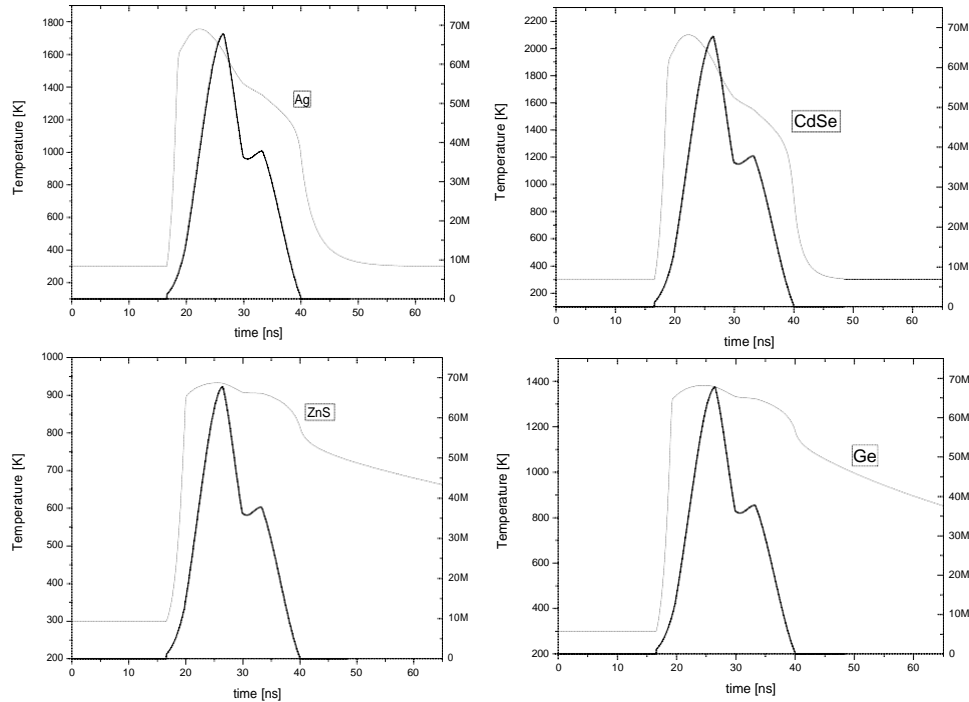 1800
1600
1400
1200
1000
800
600
400
200
Temperature [K]
70M
60M
50M
40M
30M
20M
10M
0
Ag
0 10 20 30 40 50 60
time [ns]
2200
2000
1800
1600
1400
1200
1000
800
600
400
200
Temperature [K]
70M
60M
50M
40M
30M
20M
10M
0
CdSe
0 10 20 30 40 50 60
time [ns]
1000
900
800
700
600
500
400
300
200
Temperature [K]
70M
60M
50M
40M
30M
20M
10M
0
ZnS
0 10 20 30 40 50 60
time [ns]
1400
1200
1000
800
600
400
200
Temperature [K]
70M
60M
50M
40M
30M
20M
10M
0
Ge
0 10 20 30 40 50 60
time [ns]